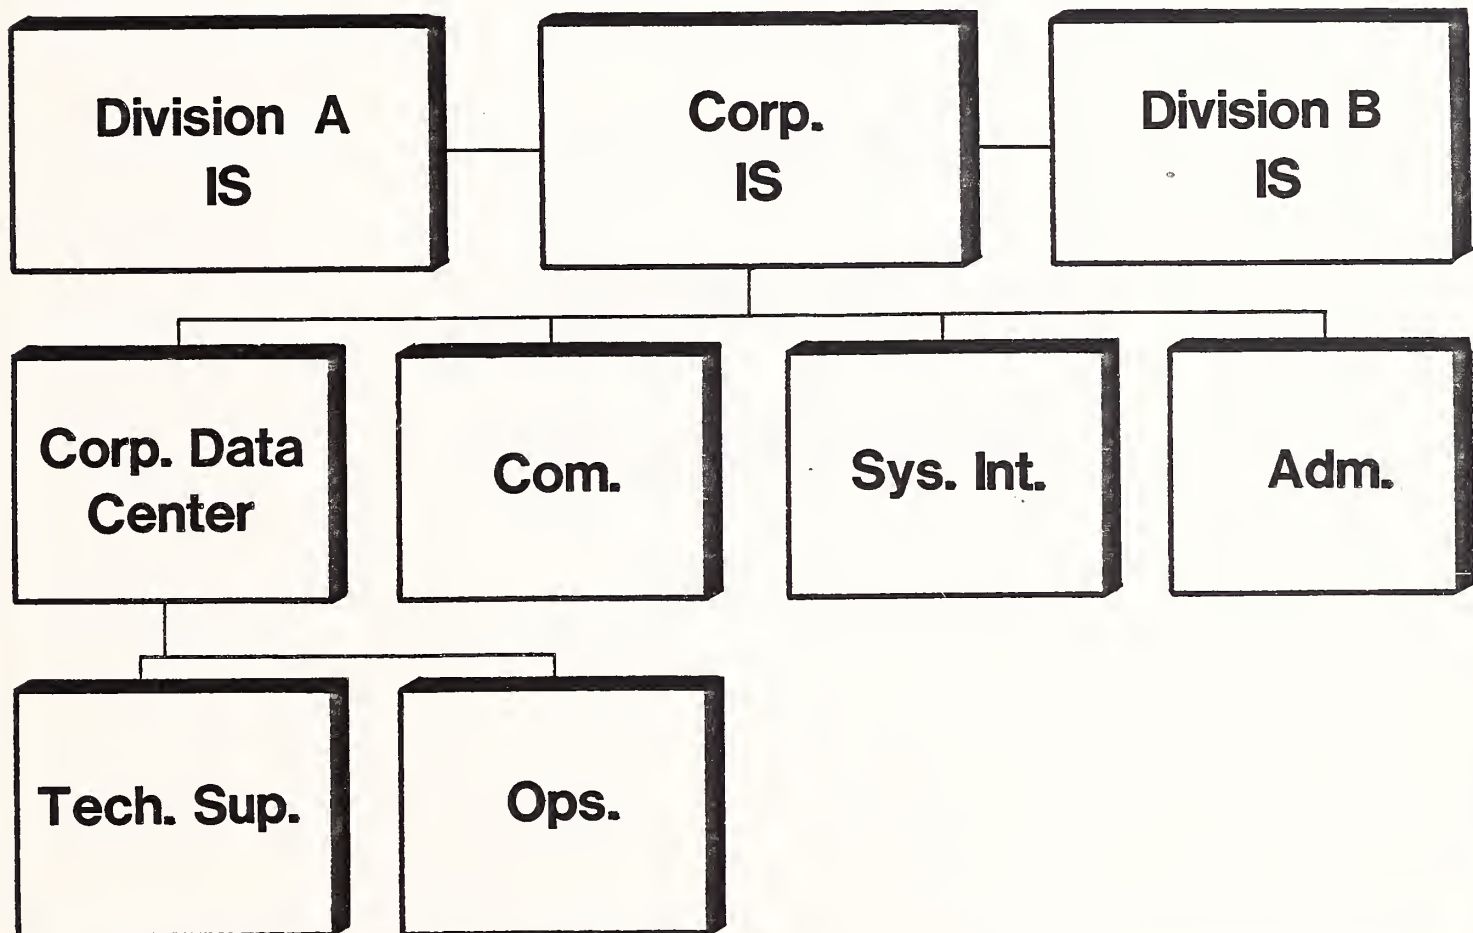 Division A
IS
Corp.
IS
Division B
IS
Corp. Data
Center
Com.
Sys. Int.
Adm.
Tech. Sup.
Ops.